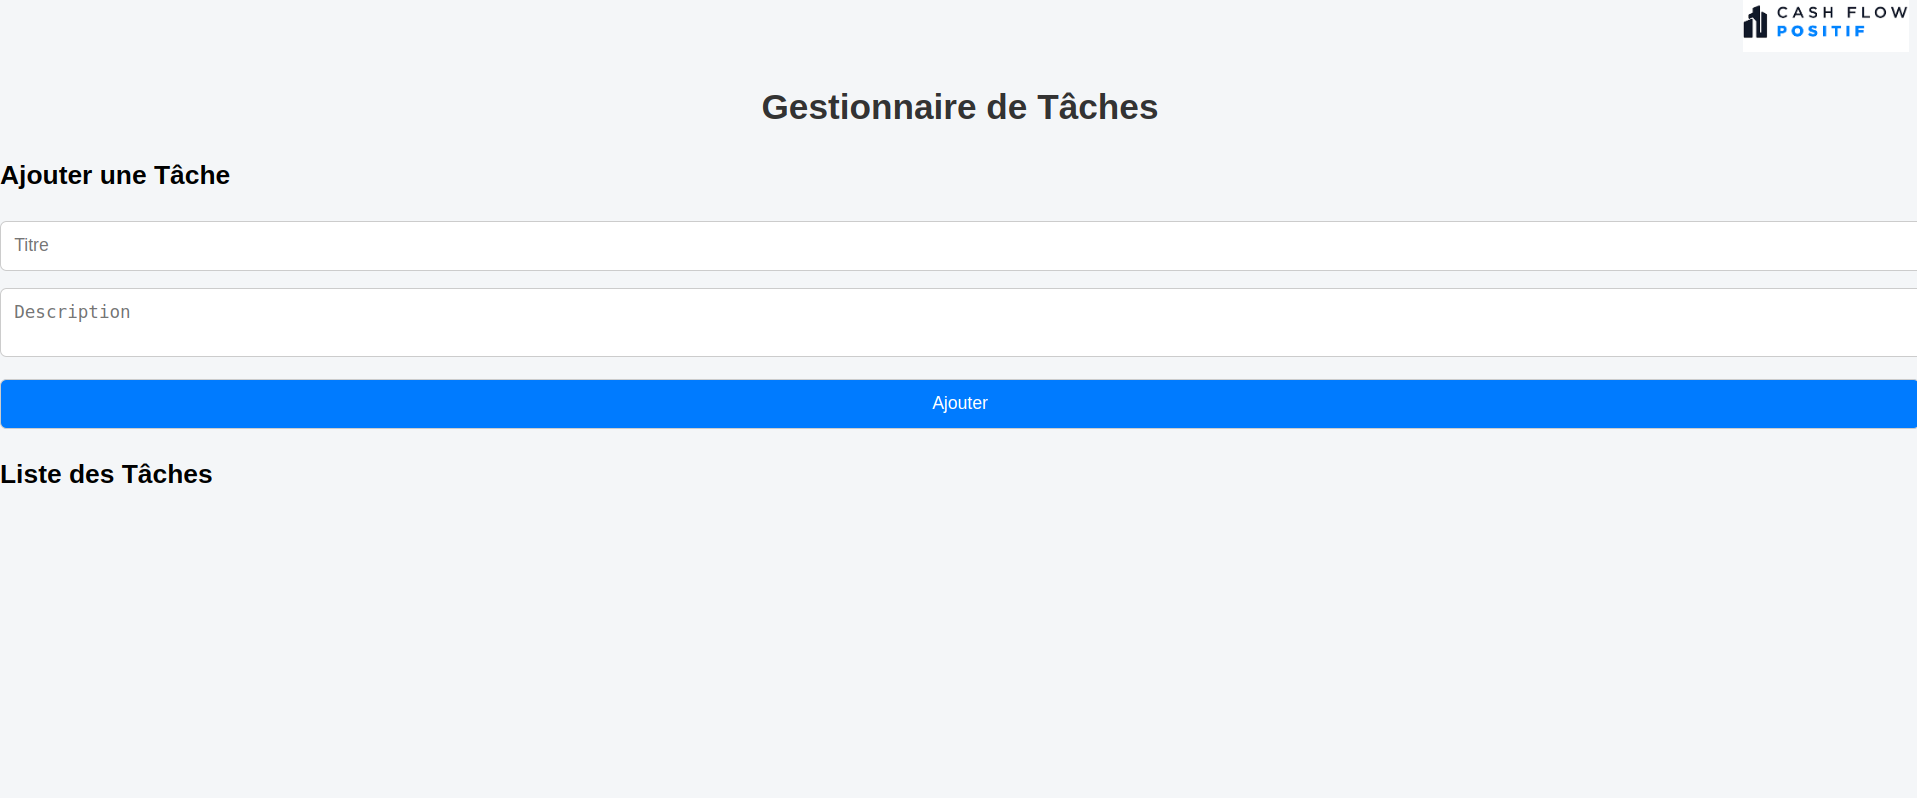 CASH FLOW
POSITIF
Gestionnaire de Tâches
Ajouter une Tâche
Titre
Description
Ajouter
Liste des Tâches